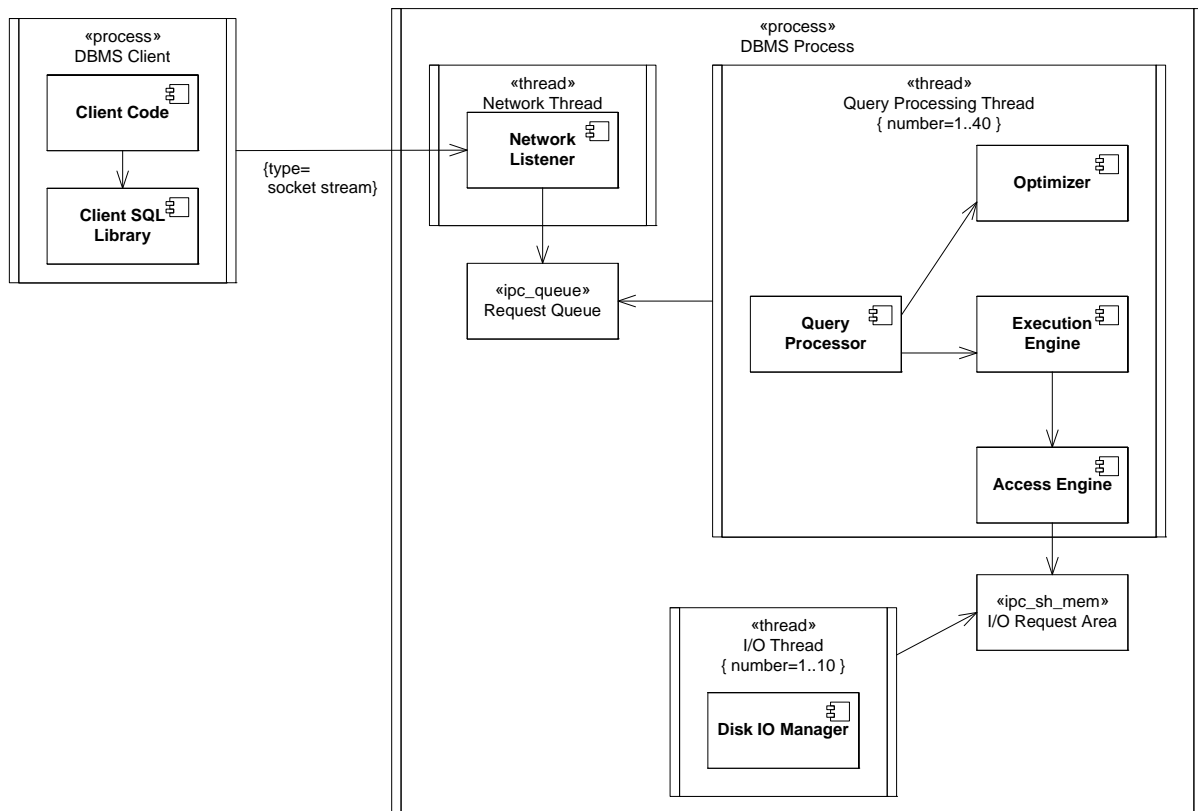 «process»
DBMS Client
Client Code
Client SQL
Library
{type=
socket stream}
«process»
DBMS Process
«thread»
Network Thread
Network
Listener
«ipc_queue»
Request Queue
«thread»
Query Processing Thread
{ number=1..40 }
Optimizer
Query
Processor
Execution
Engine
Access Engine
«ipc_sh_mem»
I/O Request Area
«thread»
I/O Thread
{ number=1..10 }
Disk IO Manager